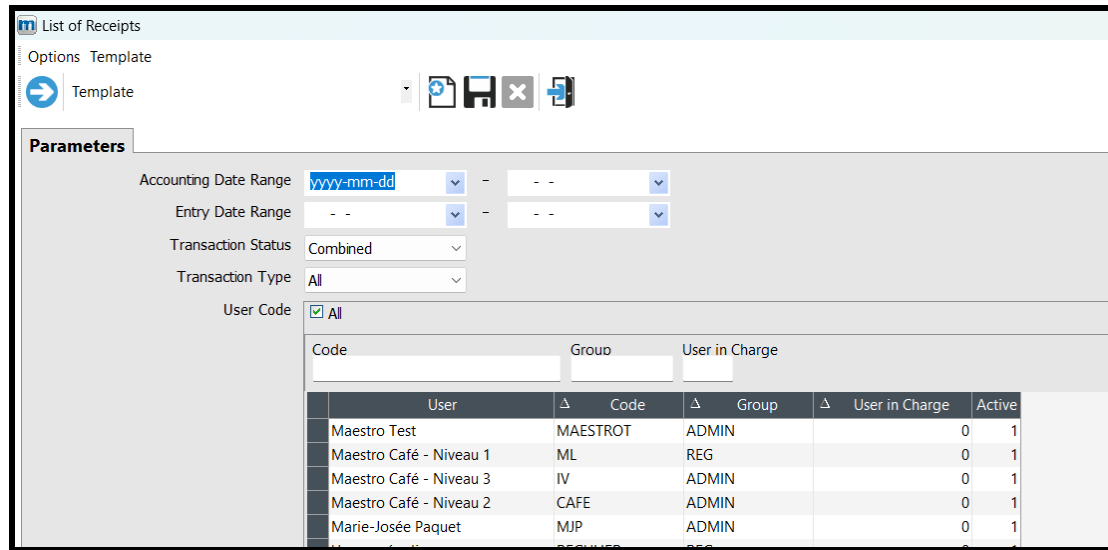 m List of Receipts
Options Template
Template
Parameters
Accounting Date Range yyyy-mm-dd - - -
Entry Date Range - - - - -
Transaction Status Combined
Transaction Type All
User Code All
Code Group User in Charge
User Δ Code Δ Group Δ User in Charge Active
Maestro Test MAESTROT ADMIN 0 1
Maestro Café - Niveau 1 ML REG 0 1
Maestro Café - Niveau 3 IV ADMIN 0 1
Maestro Café - Niveau 2 CAFE ADMIN 0 1
Marie-Josée Paquet MJP ADMIN 0 1